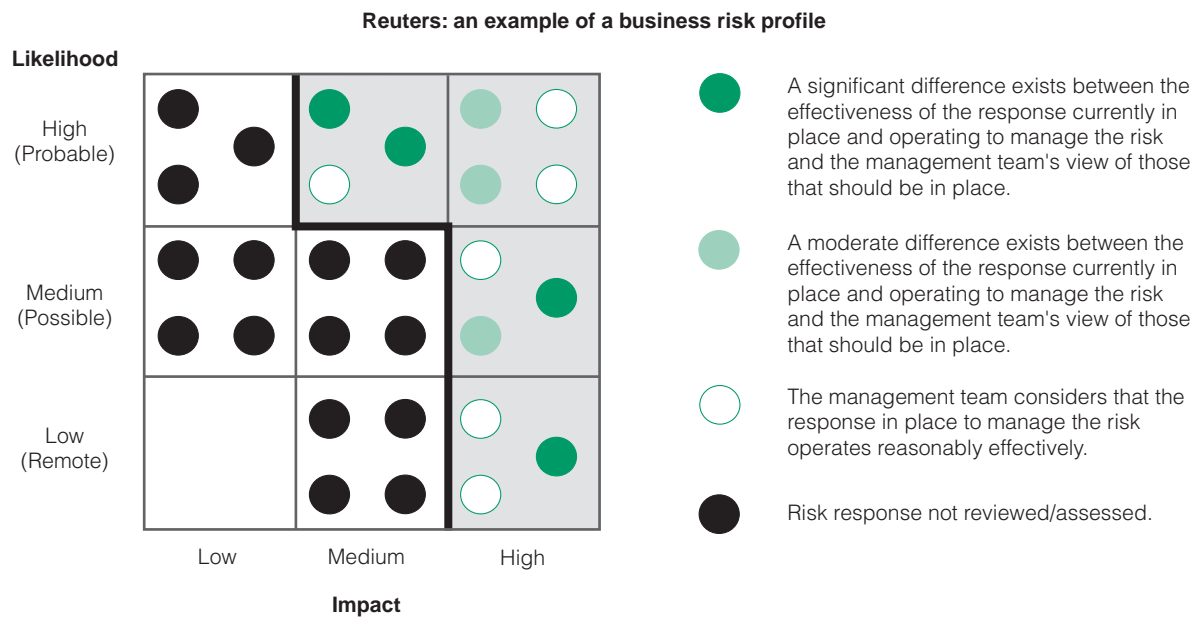 Reuters: an example of a business risk profile
Likelihood
High
(Probable)
Medium
(Possible)
Low
(Remote)
Low
Medium
High
Impact
A significant difference exists between the
effectiveness of the response currently in
place and operating to manage the risk
and the management team's view of those
that should be in place.
A moderate difference exists between the
effectiveness of the response currently in
place and operating to manage the risk
and the management team's view of those
that should be in place.
The management team considers that the
response in place to manage the risk
operates reasonably effectively.
Risk response not reviewed/assessed.